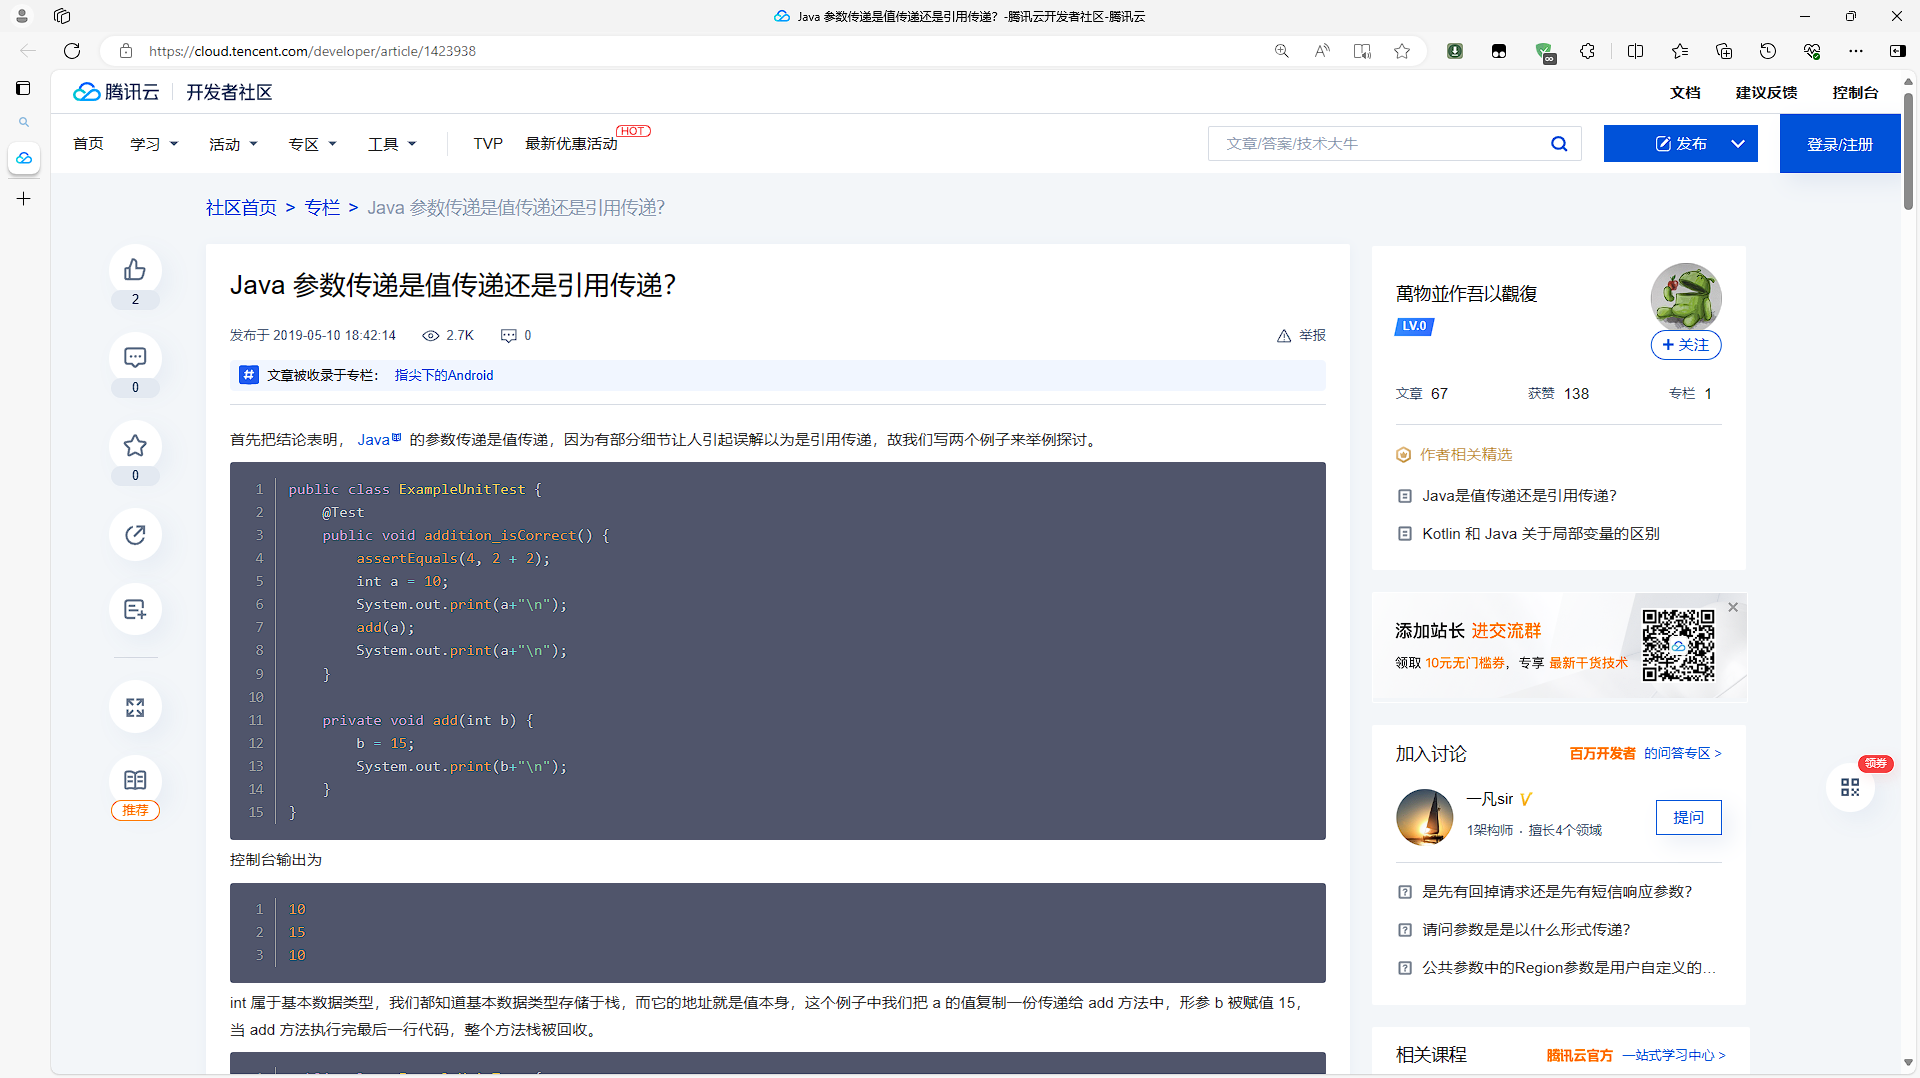 Java 参数传递是值传递还是引用传递？-腾讯云开发者社区-腾讯云
https://cloud.tencent.com/developer/article/1423938
腾讯云 开发者社区
文档 建议反馈 控制台
首页 学习 活动 专区 工具 TVP 最新优惠活动 HOT
文章/答案/技术大牛
发布
登录/注册
社区首页 > 专栏 > Java 参数传递是值传递还是引用传递？
2
0
0
推荐
Java 参数传递是值传递还是引用传递？
发布于 2019-05-10 18:42:14 2.7K 0 举报
# 文章被收录于专栏： 指尖下的Android
首先把结论表明， Java 的参数传递是值传递，因为有部分细节让人引起误解以为是引用传递，故我们写两个例子来举例探讨。
1 public class ExampleUnitTest {
2     @Test
3     public void addition_isCorrect() {
4         assertEquals(4, 2 + 2);
5         int a = 10;
6         System.out.print(a+"\n");
7         add(a);
8         System.out.print(a+"\n");
9     }
10
11     private void add(int b) {
12         b = 15;
13         System.out.print(b+"\n");
14     }
15 }
控制台输出为
1 10
2 15
3 10
int 属于基本数据类型，我们都知道基本数据类型存储于栈，而它的地址就是值本身，这个例子中我们把 a 的值复制一份传递给 add 方法中，形参 b 被赋值 15，
当 add 方法执行完最后一行代码，整个方法栈被回收。
萬物並作吾以觀復
LV.0
+ 关注
文章 67 获赞 138 专栏 1
作者相关精选
Java是值传递还是引用传递？
Kotlin 和 Java 关于局部变量的区别
添加站长 进交流群
领取 10元无门槛券，专享 最新干货技术
加入讨论 百万开发者 的问答专区 >
一凡sir
1架构师 · 擅长4个领域
提问
是先有回掉请求还是先有短信响应参数？
请问参数是是以什么形式传递？
公共参数中的Region参数是用户自定义的...
相关课程 腾讯云官方 一站式学习中心 >
领券